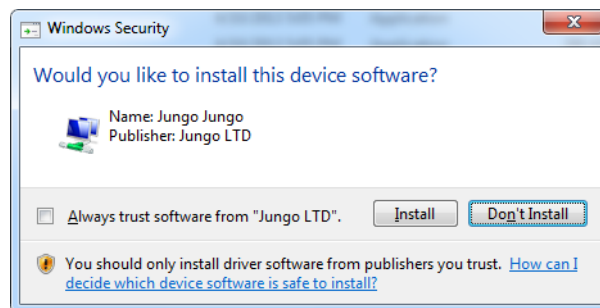 Windows Security
Would you like to install this device software?
Name: Jungo Jungo
Publisher: Jungo LTD
Always trust software from "Jungo LTD".
Install
Don't Install
You should only install driver software from publishers you trust. How can I
decide which device software is safe to install?